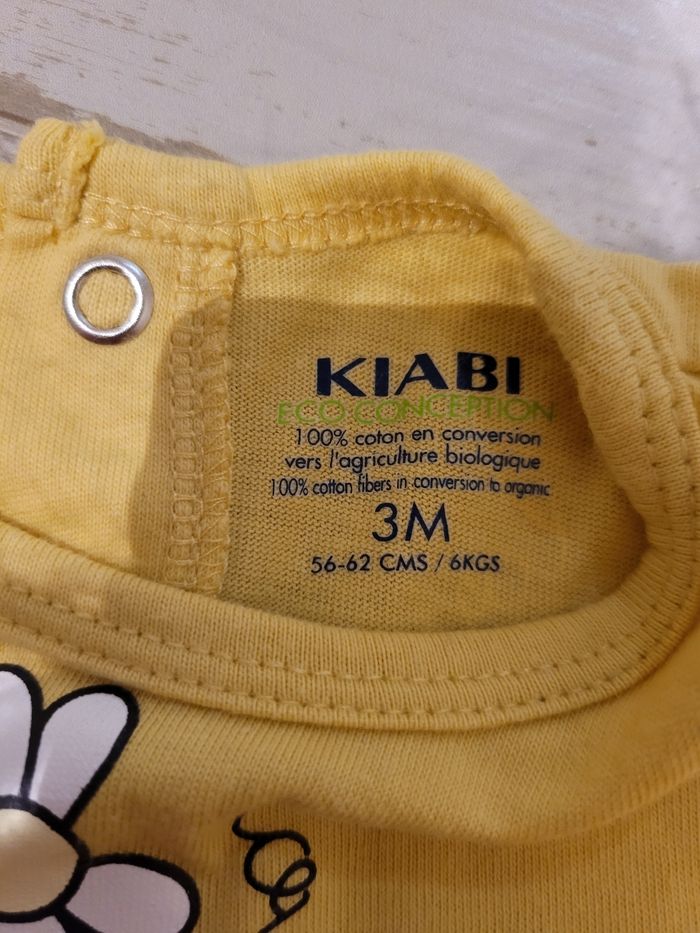 KIABI
ECO CONCEPTION
100% coton en conversion
vers l'agriculture biologique
100% cotton fibers in conversion to organic
3M
56-62 CMS / 6KGS